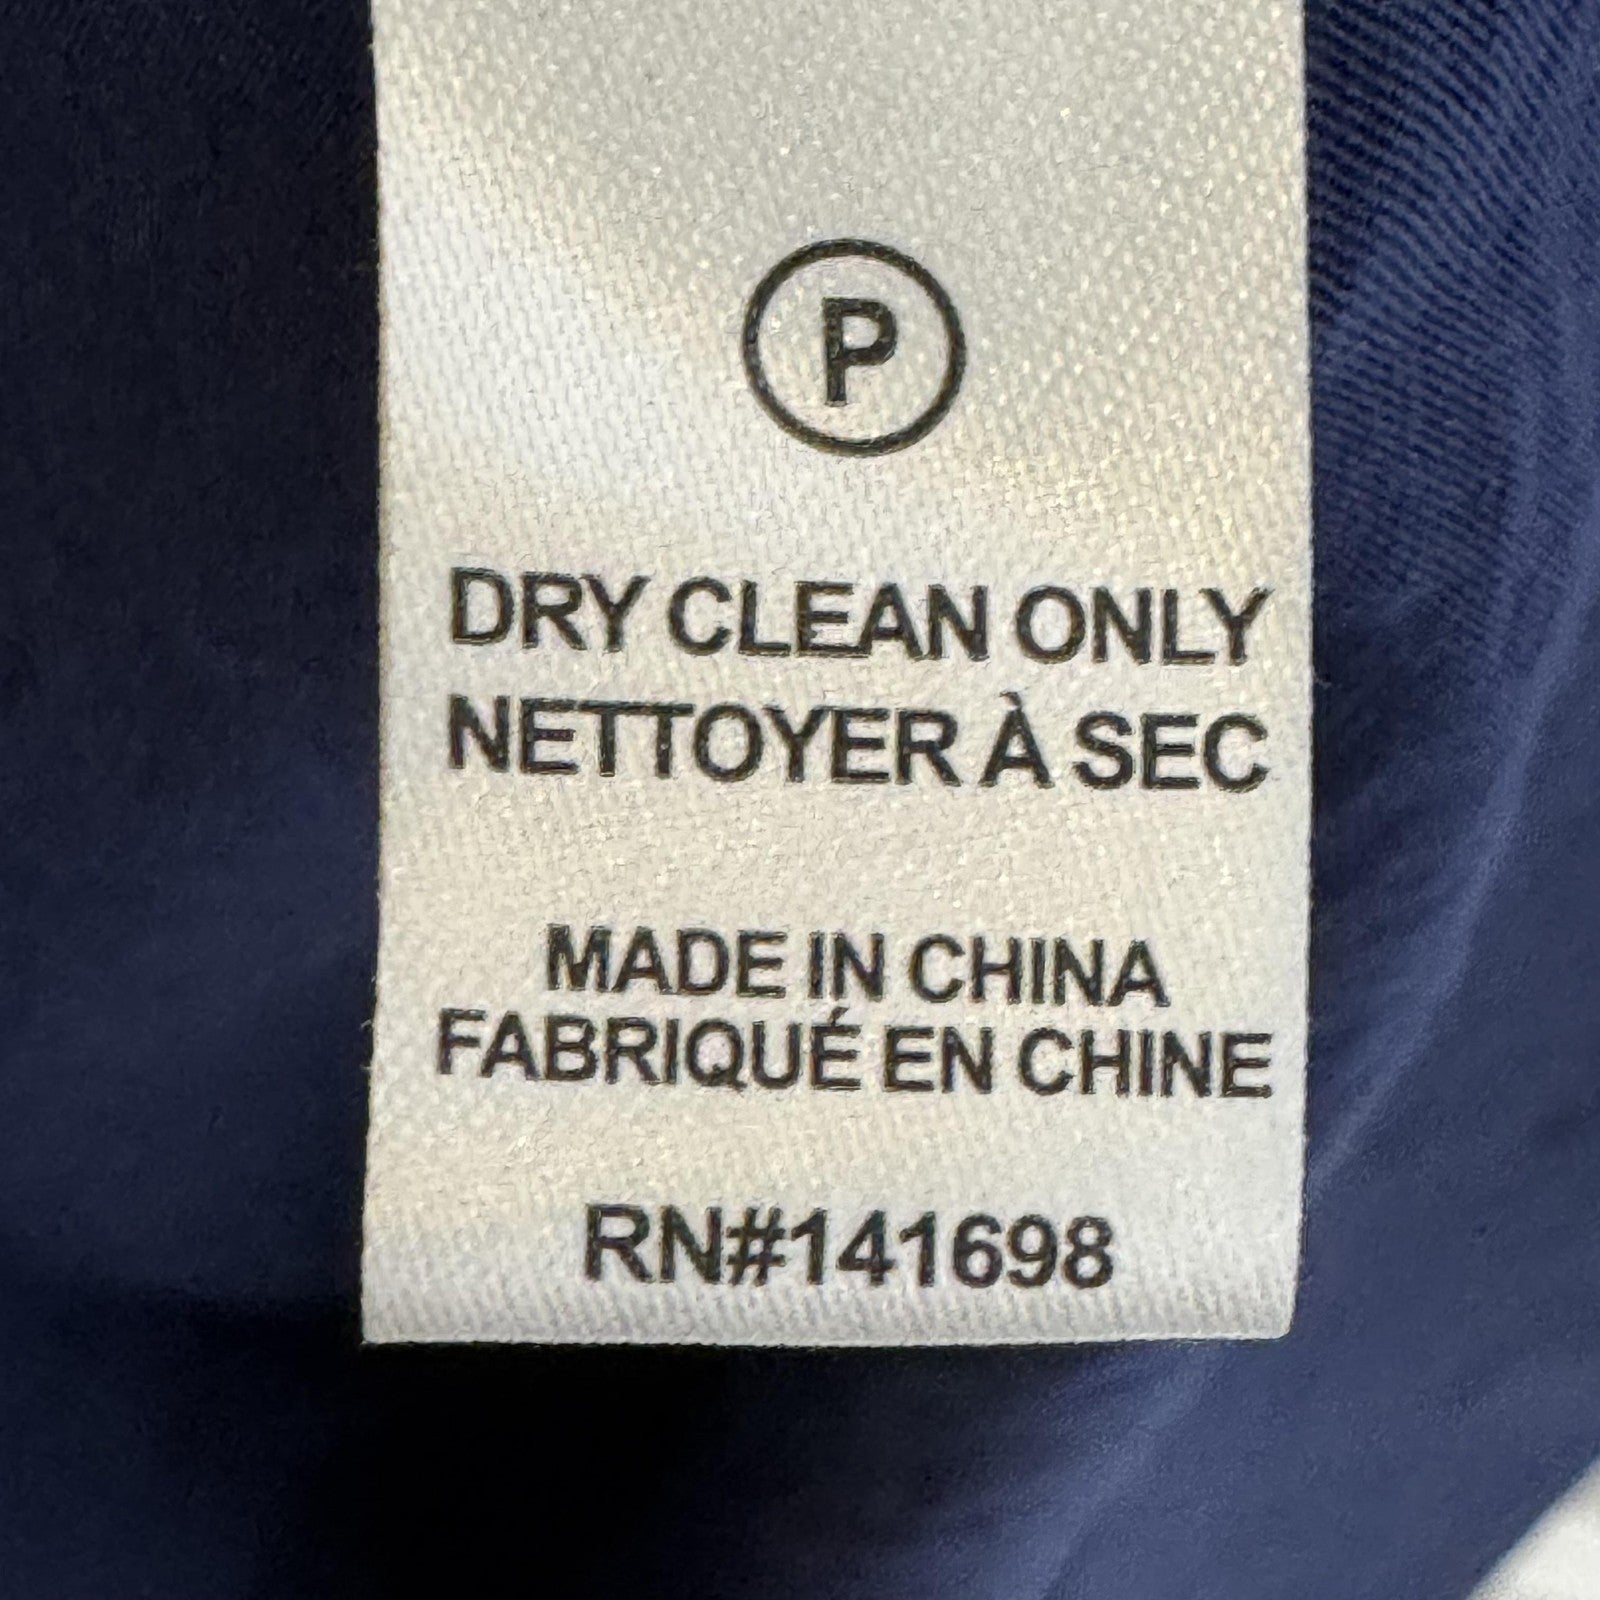 P
DRY CLEAN ONLY
NETTOYER À SEC
MADE IN CHINA
FABRIQUÉ EN CHINE
RN#141698